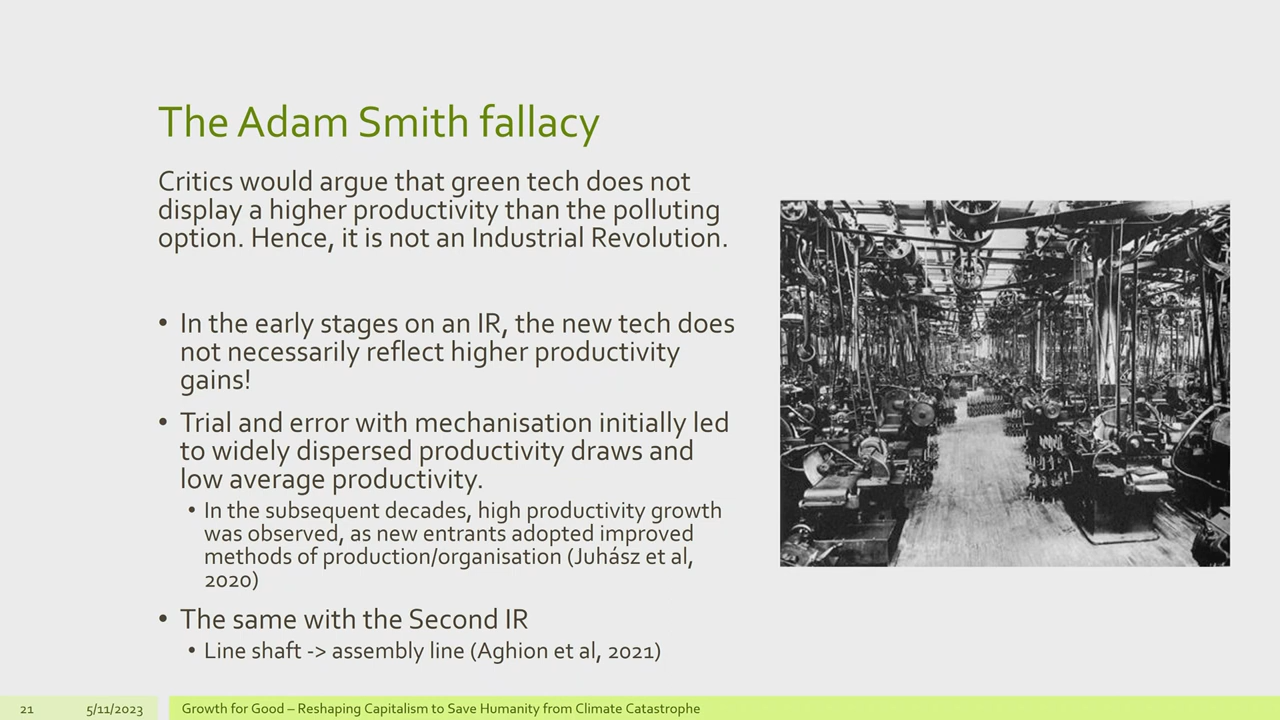 The Adam Smith fallacy
Critics would argue that green tech does not
display a higher productivity than the polluting
option. Hence, it is not an Industrial Revolution.
• In the early stages on an IR, the new tech does
not necessarily reflect higher productivity
gains!
• Trial and error with mechanisation initially led
to widely dispersed productivity draws and
low average productivity.
• In the subsequent decades, high productivity growth
was observed, as new entrants adopted improved
methods of production/organisation (Juhász et al,
2020)
• The same with the Second IR
• Line shaft -> assembly line (Aghion et al, 2021)
21
5/11/2023
Growth for Good – Reshaping Capitalism to Save Humanity from Climate Catastrophe